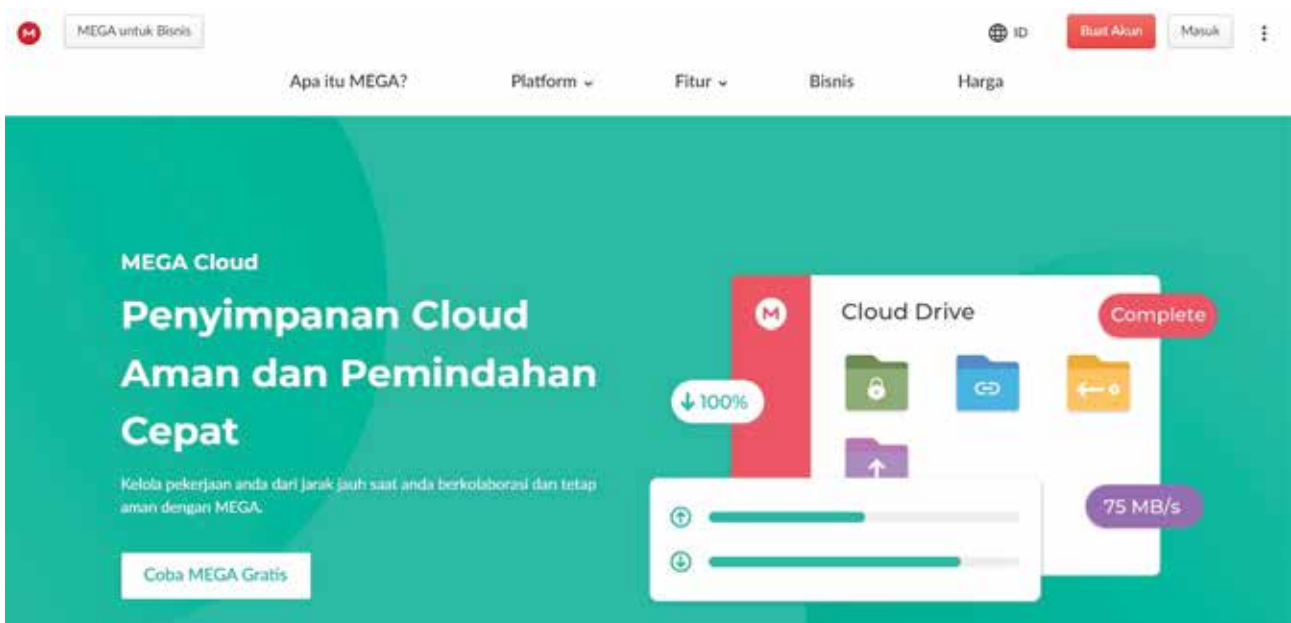 M
MEGA untuk Bisnis
ID
Buat Akun
Masuk
Apa itu MEGA?
Platform
Fitur
Bisnis
Harga
MEGA Cloud
Penyimpanan Cloud
Aman dan Pemindahan
Cepat
Kelola pekerjaan anda dari jarak jauh saat anda berkolaborasi dan tetap
aman dengan MEGA.
Coba MEGA Gratis
M
Cloud Drive
Complete
100%
75 MB/s